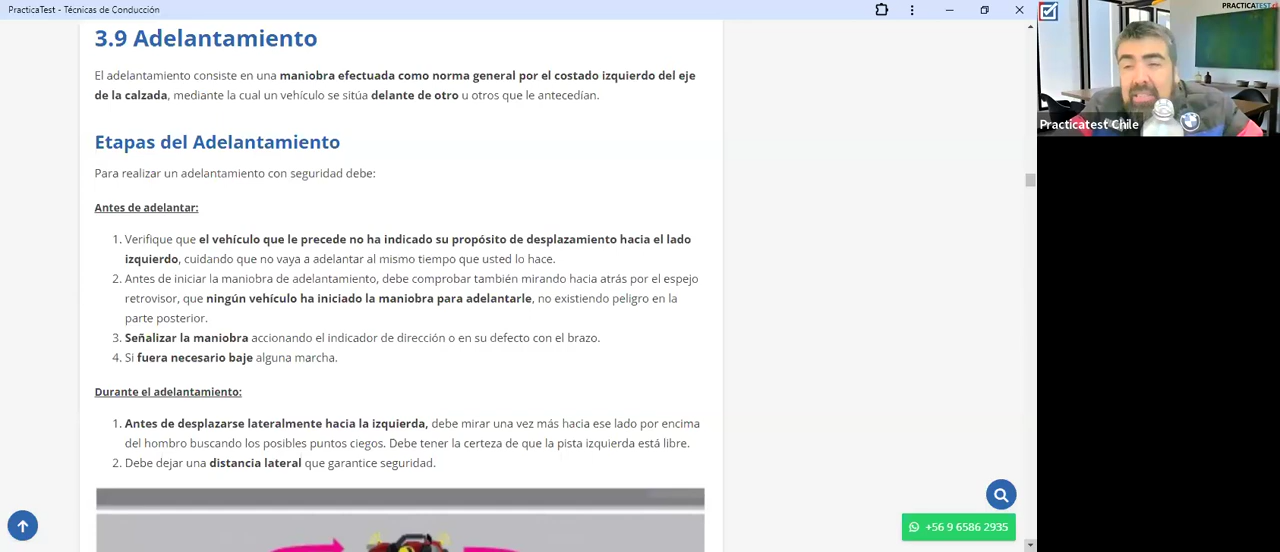 PracticaTest - Técnicas de Conducción
PRACTICATEST.cl
3.9 Adelantamiento
El adelantamiento consiste en una maniobra efectuada como norma general por el costado izquierdo del eje
de la calzada, mediante la cual un vehículo se sitúa delante de otro u otros que le antecedían.
Practicatest Chile
Etapas del Adelantamiento
Para realizar un adelantamiento con seguridad debe:
Antes de adelantar:
1. Verifique que el vehículo que le precede no ha indicado su propósito de desplazamiento hacia el lado
izquierdo, cuidando que no vaya a adelantar al mismo tiempo que usted lo hace.
2. Antes de iniciar la maniobra de adelantamiento, debe comprobar también mirando hacia atrás por el espejo
retrovisor, que ningún vehículo ha iniciado la maniobra para adelantarle, no existiendo peligro en la
parte posterior.
3. Señalizar la maniobra accionando el indicador de dirección o en su defecto con el brazo.
4. Si fuera necesario baje alguna marcha.
Durante el adelantamiento:
1. Antes de desplazarse lateralmente hacia la izquierda, debe mirar una vez más hacia ese lado por encima
del hombro buscando los posibles puntos ciegos. Debe tener la certeza de que la pista izquierda está libre.
2. Debe dejar una distancia lateral que garantice seguridad.
+56 9 6586 2935